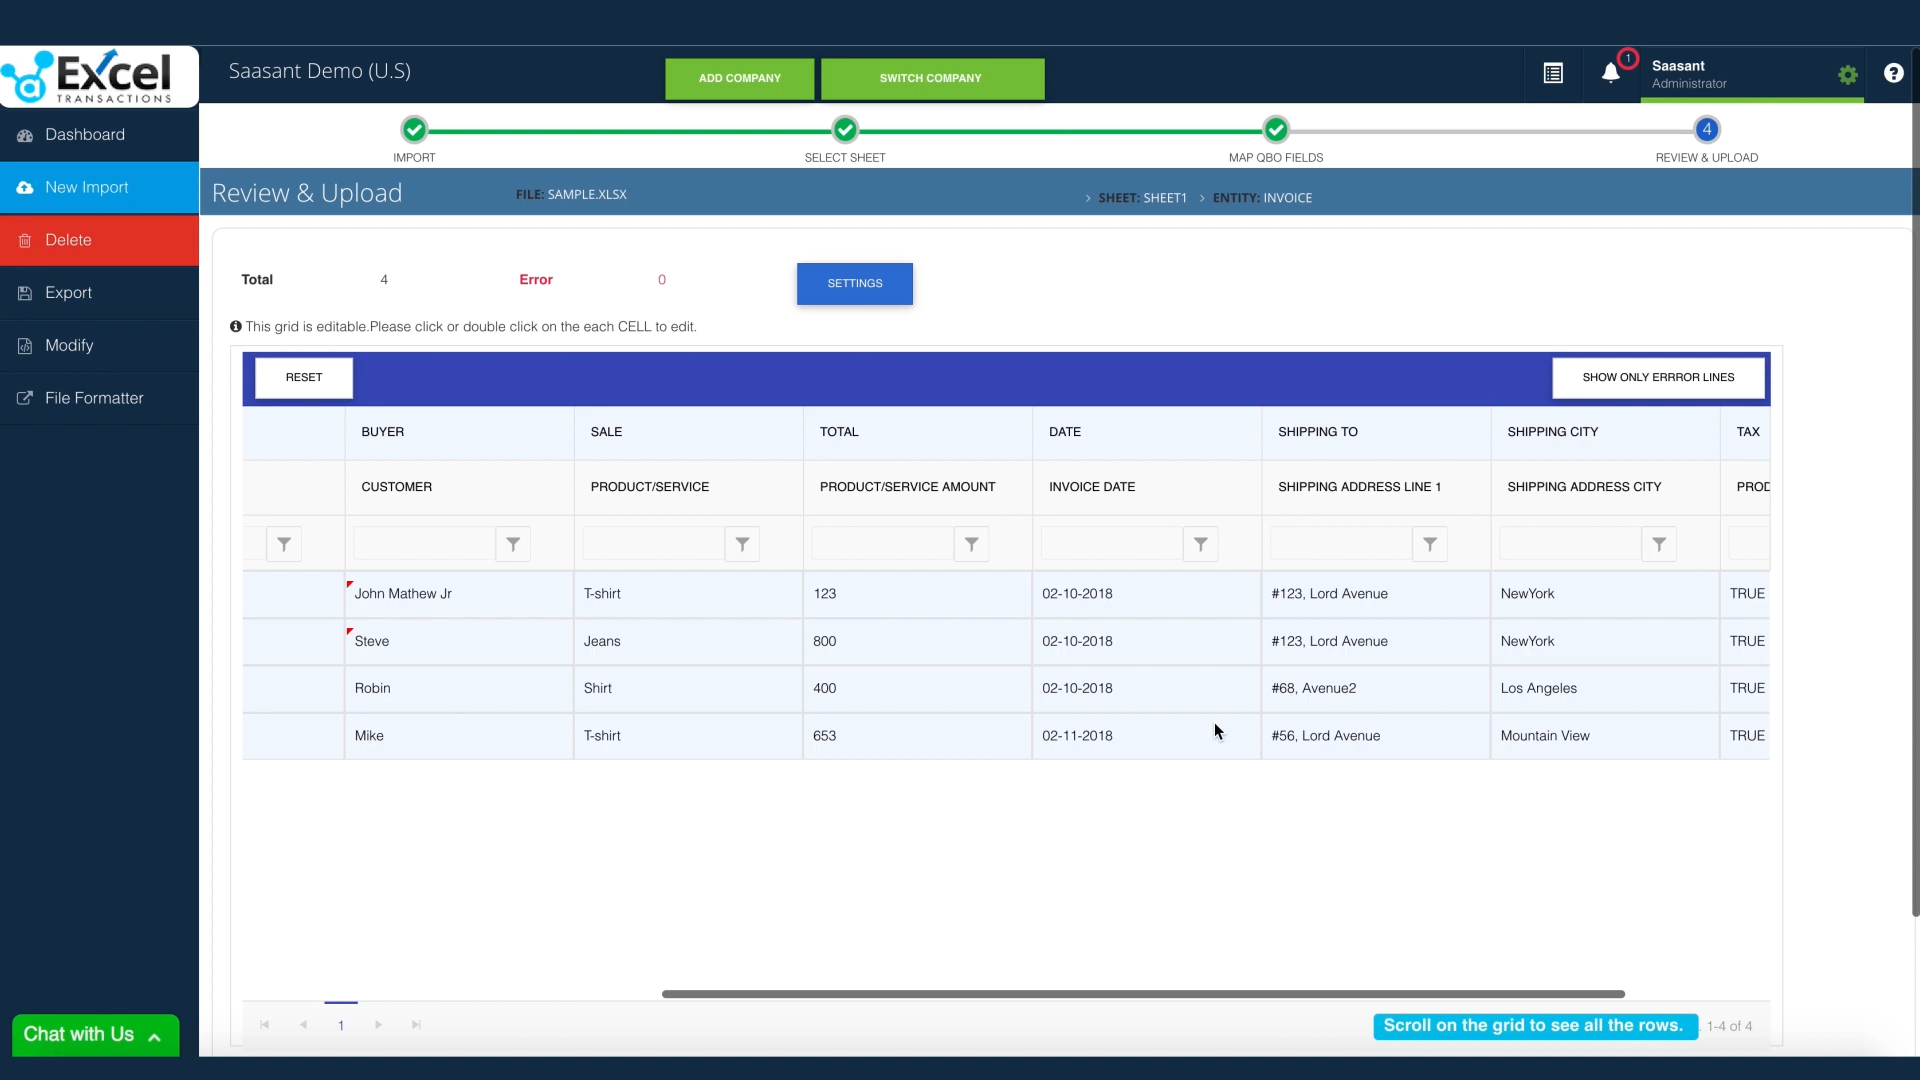 Excel
TRANSACTIONS
Saasant Demo (U.S)
ADD COMPANY
SWITCH COMPANY
1
Saasant
Administrator
?
Dashboard
New Import
Delete
Export
Modify
File Formatter
4
IMPORT
SELECT SHEET
MAP QBO FIELDS
REVIEW & UPLOAD
Review & Upload
FILE: SAMPLE.XLSX
> SHEET: SHEET1 > ENTITY: INVOICE
Total 4 Error 0
SETTINGS
This grid is editable.Please click or double click on the each CELL to edit.
RESET
SHOW ONLY ERRROR LINES
BUYER SALE TOTAL DATE SHIPPING TO SHIPPING CITY TAX
CUSTOMER PRODUCT/SERVICE PRODUCT/SERVICE AMOUNT INVOICE DATE SHIPPING ADDRESS LINE 1 SHIPPING ADDRESS CITY PROD
John Mathew Jr T-shirt 123 02-10-2018 #123, Lord Avenue NewYork TRUE
Steve Jeans 800 02-10-2018 #123, Lord Avenue NewYork TRUE
Robin Shirt 400 02-10-2018 #68, Avenue2 Los Angeles TRUE
Mike T-shirt 653 02-11-2018 #56, Lord Avenue Mountain View TRUE
1
Scroll on the grid to see all the rows.
1-4 of 4
Chat with Us